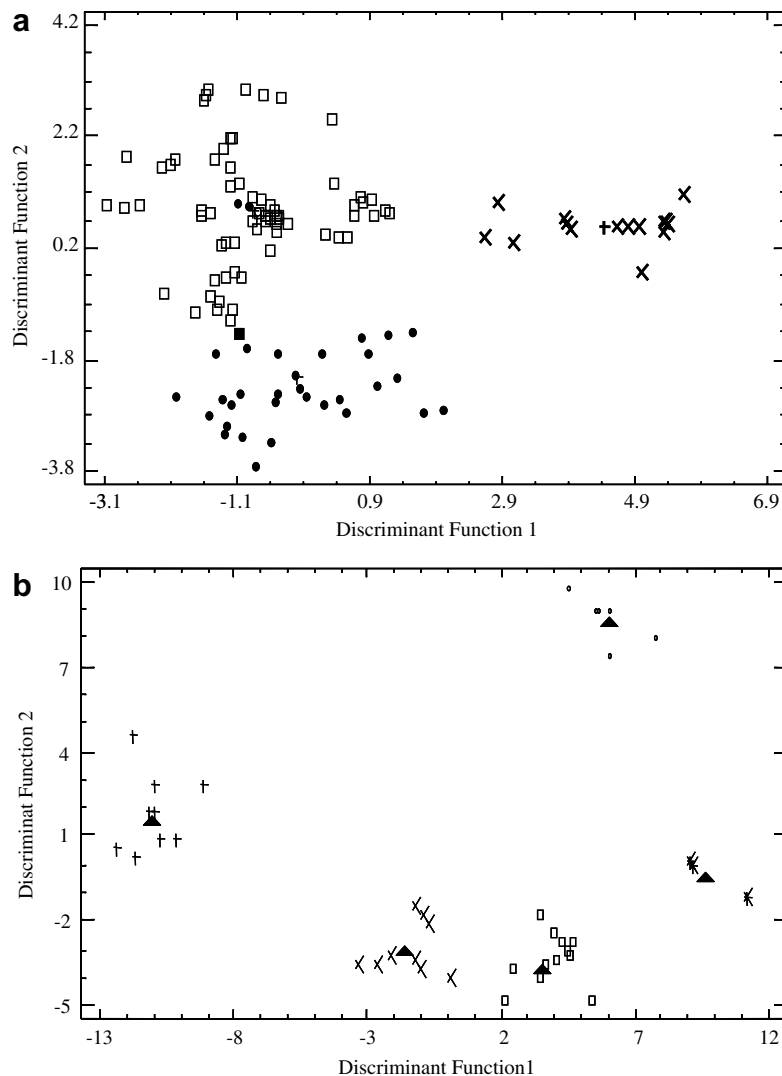 a
4.2
2.2
0.2
-1.8
-3.8
Discriminant Function 2
-3.1 -1.1 0.9 2.9 4.9 6.9
Discriminant Function 1
b
10
7
4
1
-2
-5
Discriminat Function 2
-13 -8 -3 2 7 12
Discriminant Function1